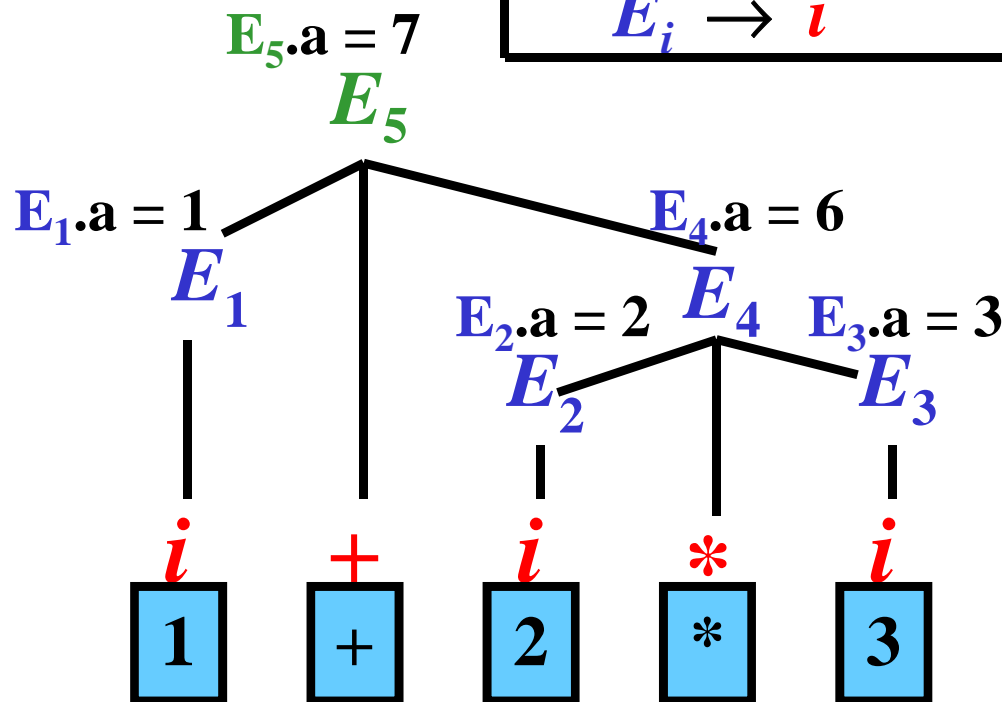 Eᵢ → i
E₅.a = 7
E₅
E₁.a = 1
E₄.a = 6
E₁
E₄
E₂.a = 2
E₃.a = 3
E₂
E₃
i + i * i
1 + 2 * 3